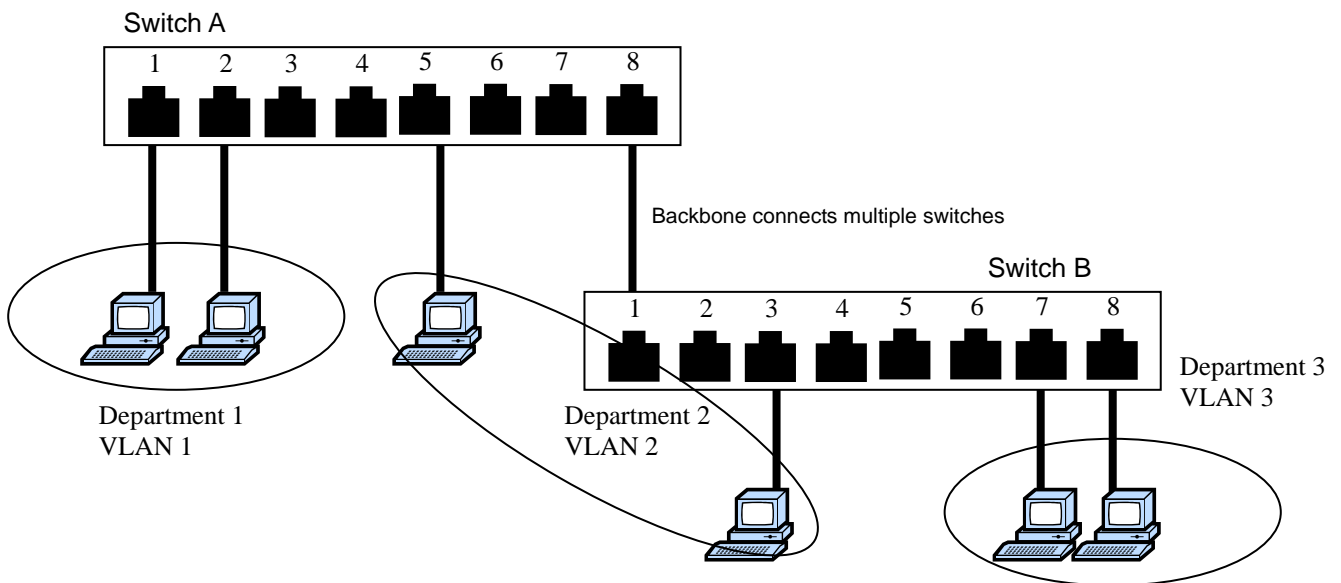 Switch A
1 2 3 4 5 6 7 8
Backbone connects multiple switches
Switch B
1 2 3 4 5 6 7 8
Department 1
VLAN 1
Department 2
VLAN 2
Department 3
VLAN 3